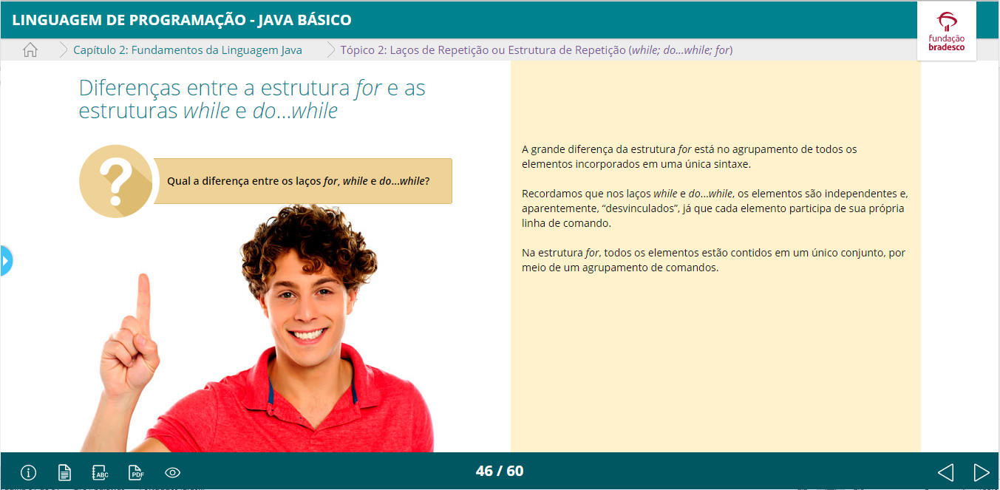 LINGUAGEM DE PROGRAMAÇÃO - JAVA BÁSICO
fundação
bradesco
Capítulo 2: Fundamentos da Linguagem Java
Tópico 2: Laços de Repetição ou Estrutura de Repetição (while; do...while; for)
Diferenças entre a estrutura for e as
estruturas while e do...while
?
Qual a diferença entre os laços for, while e do...while?
A grande diferença da estrutura for está no agrupamento de todos os
elementos incorporados em uma única sintaxe.
Recordamos que nos laços while e do...while, os elementos são independentes e,
aparentemente, “desvinculados”, já que cada elemento participa de sua própria
linha de comando.
Na estrutura for, todos os elementos estão contidos em um único conjunto, por
meio de um agrupamento de comandos.
ABC
PDF
46 / 60